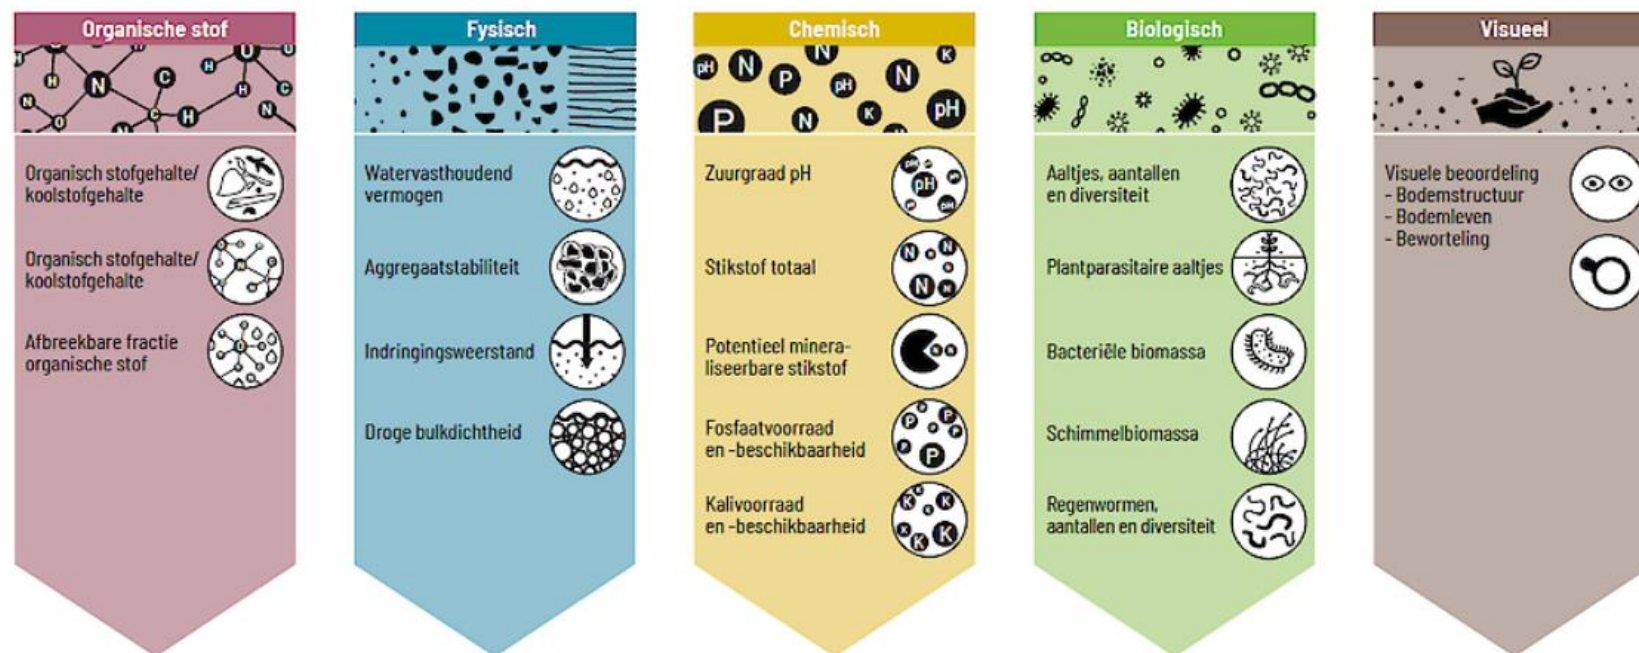 Organische stof
Organisch stofgehalte/
koolstofgehalte
Organisch stofgehalte/
koolstofgehalte
Afbreekbare fractie
organische stof
Fysisch
Watervasthoudend
vermogen
Aggregaatstabiliteit
Indringingsweerstand
Droge bulkdichtheid
Chemisch
Zuurgraad pH
Stikstof totaal
Potentieel minera-
liseerbare stikstof
Fosfaatvoorraad
en -beschikbaarheid
Kalivoorraad
en -beschikbaarheid
Biologisch
Aaltjes, aantallen
en diversiteit
Plantparasitaire aaltjes
Bacteriële biomassa
Schimmelbiomassa
Regenwormen,
aantallen en diversiteit
Visueel
Visuele beoordeling
- Bodemstructuur
- Bodemleven
- Beworteling